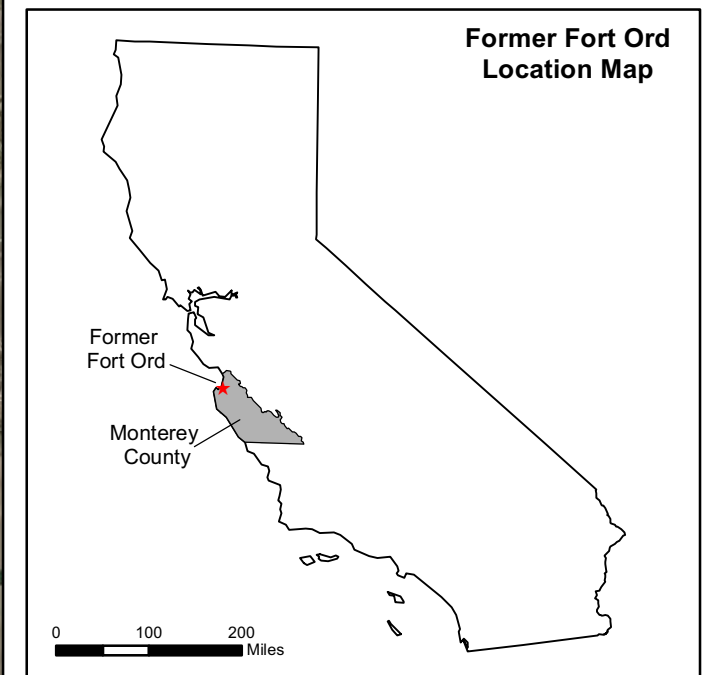 Former Fort Ord
Location Map
Former
Fort Ord
Monterey
County
0 100 200
Miles